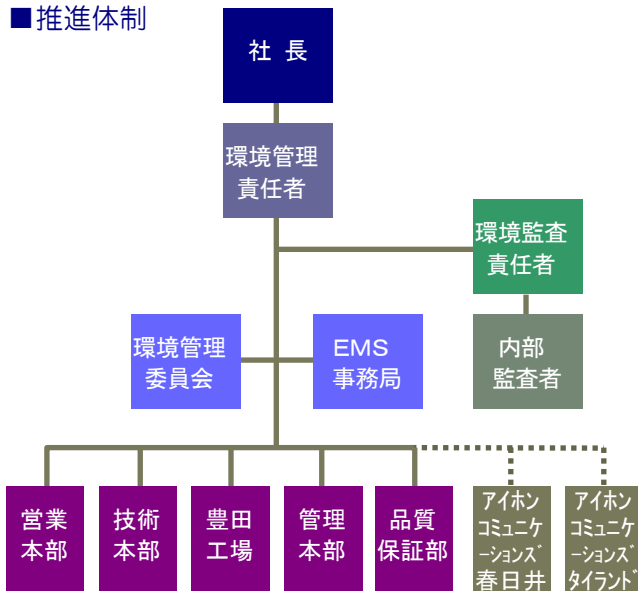 ■推進体制
社 長
環境管理
責任者
環境監査
責任者
環境管理
委員会
EMS
事務局
内部
監査者
営業
本部
技術
本部
豊田
工場
管理
本部
品質
保証部
アイホン
コミュニケ
ーションズ
春日井
アイホン
コミュニケ
ーションズ
タイランド